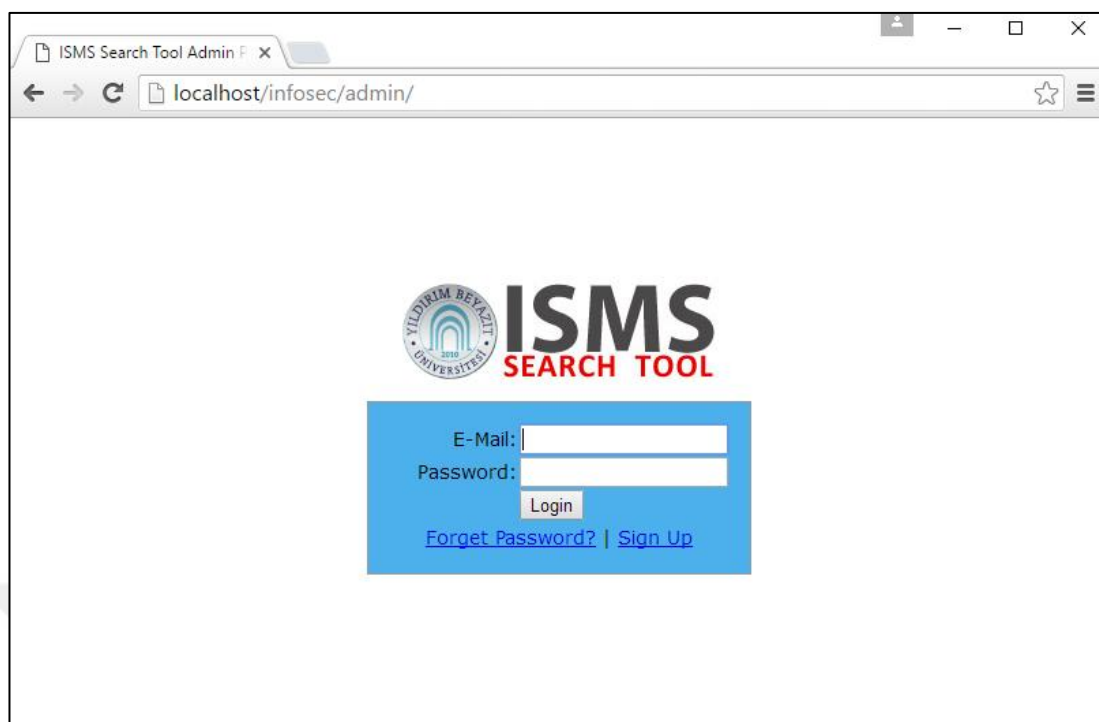 ISMS Search Tool Admin P
localhost/infosec/admin/
YILDIRIM BEYAZIT
ÜNİVERSİTESİ
2010
ISMS
SEARCH TOOL
E-Mail:
Password:
Login
Forget Password? | Sign Up